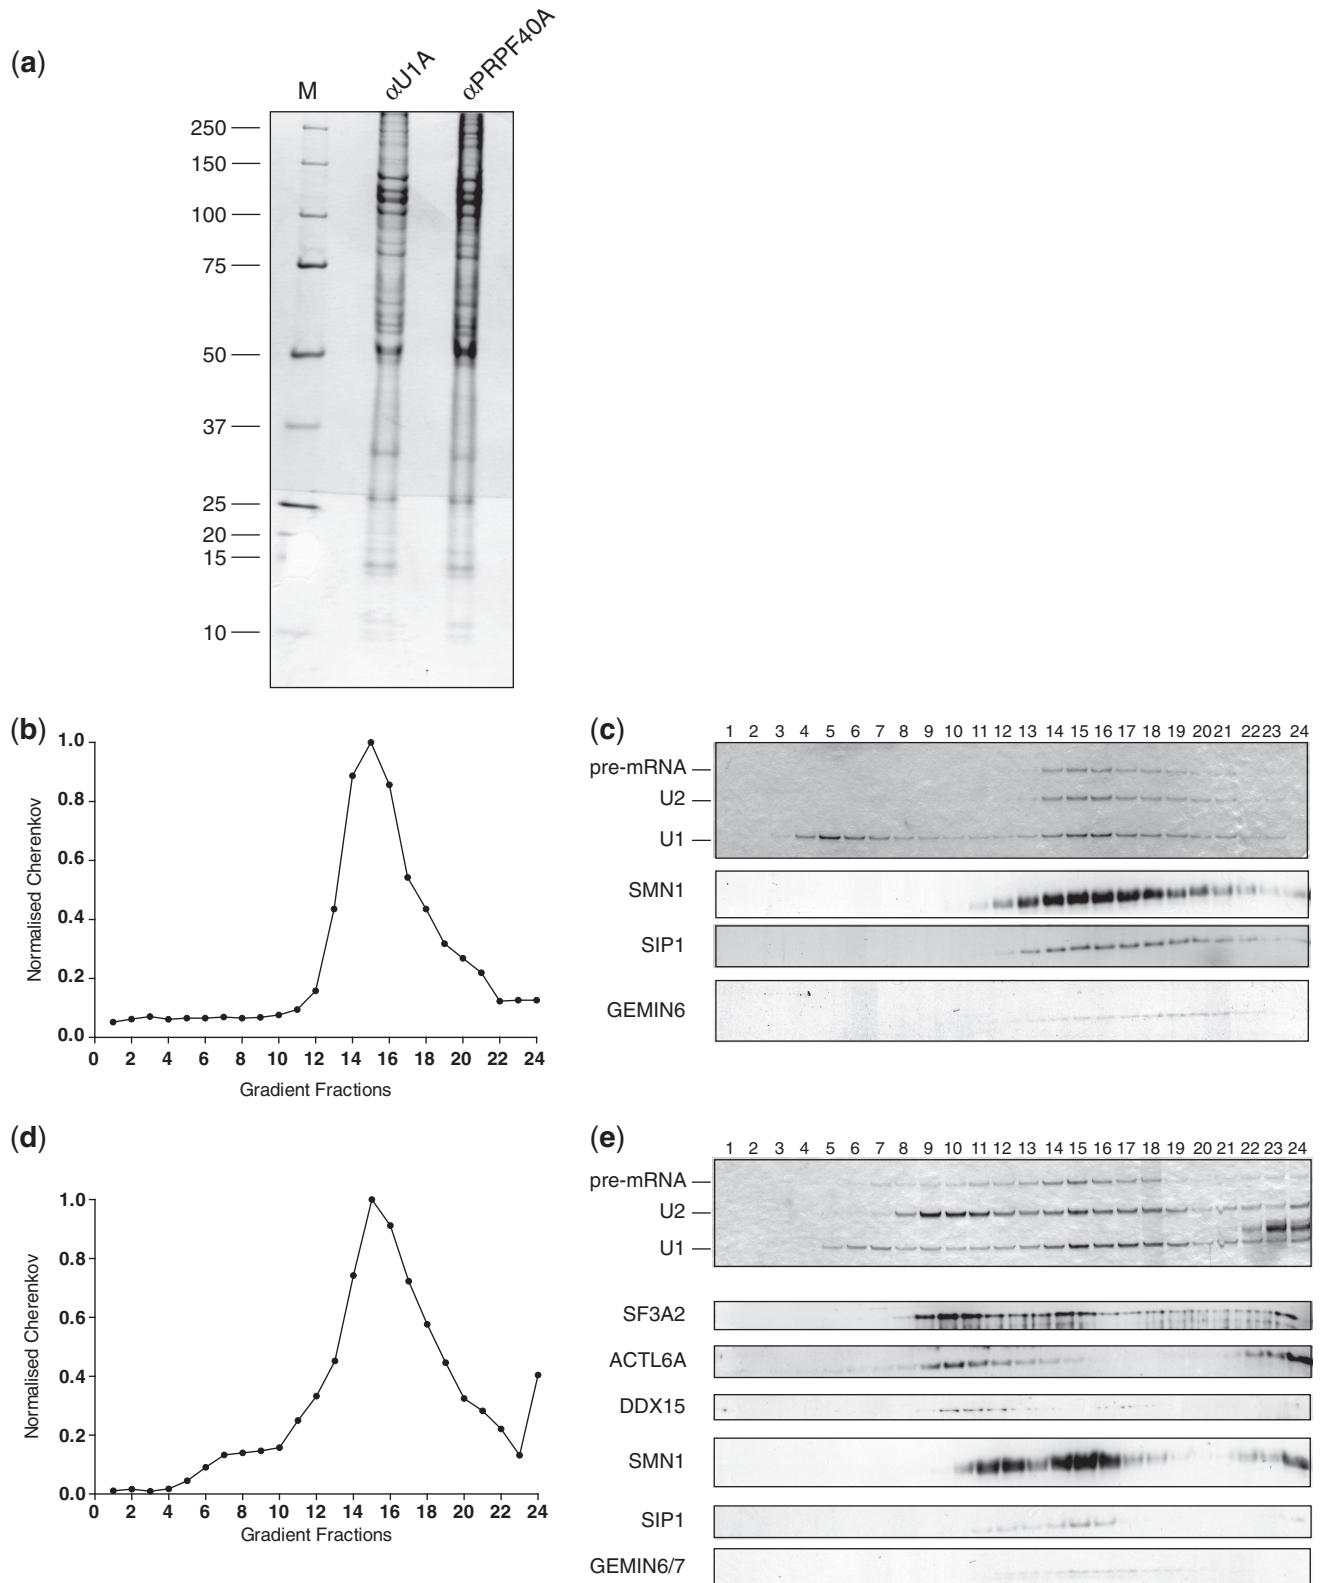 (a)
M αU1A αPRPF40A
250
150
100
75
50
37
25
20
15
10
(b)
1.0
0.8
0.6
0.4
0.2
0.0
0 2 4 6 8 10 12 14 16 18 20 22 24
Normalised Cherenkov
Gradient Fractions
(c)
1 2 3 4 5 6 7 8 9 10 11 12 13 14 15 16 17 18 19 20 21 22 23 24
pre-mRNA
U2
U1
SMN1
SIP1
GEMIN6
(d)
1.0
0.8
0.6
0.4
0.2
0.0
0 2 4 6 8 10 12 14 16 18 20 22 24
Normalised Cherenkov
Gradient Fractions
(e)
1 2 3 4 5 6 7 8 9 10 11 12 13 14 15 16 17 18 19 20 21 22 23 24
pre-mRNA
U2
U1
SF3A2
ACTL6A
DDX15
SMN1
SIP1
GEMIN6/7